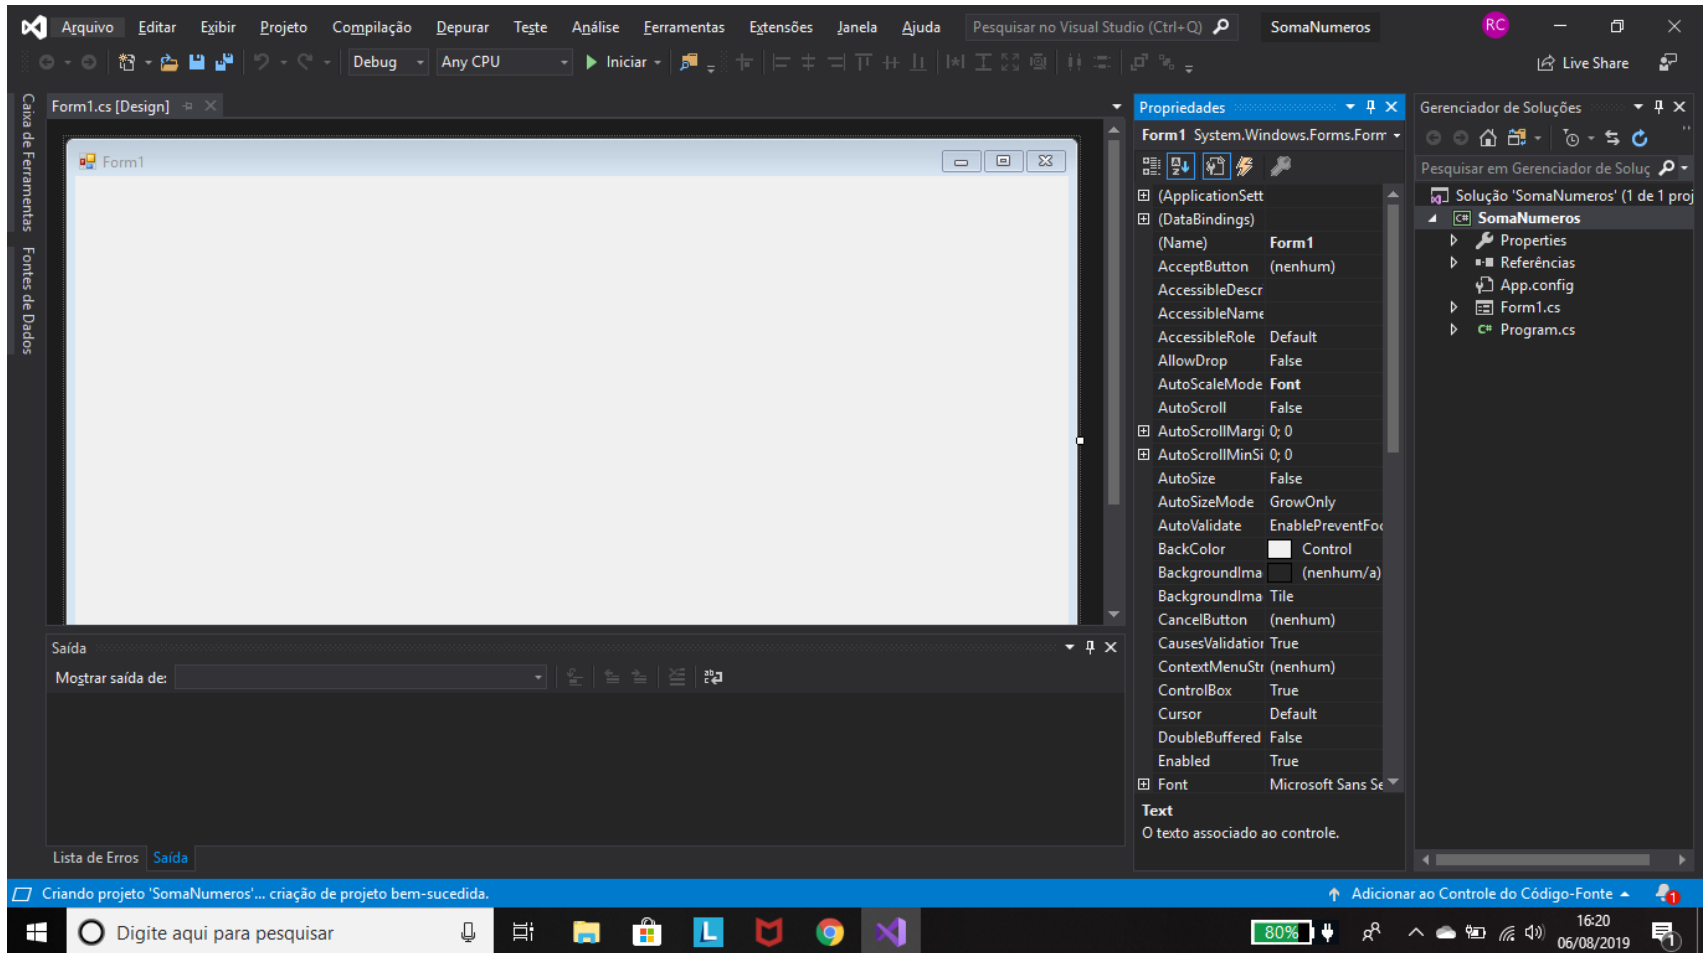 Arquivo Editar Exibir Projeto Compilação Depurar Teste Análise Ferramentas Extensões Janela Ajuda Pesquisar no Visual Studio (Ctrl+Q) SomaNumeros RC
Debug Any CPU Iniciar Live Share
Caixa de Ferramentas
Fontes de Dados
Form1.cs [Design]
Form1
Saída
Mostrar saída de:
Lista de Erros Saída
Propriedades
Form1 System.Windows.Forms.Form
(ApplicationSett
(DataBindings)
(Name) Form1
AcceptButton (nenhum)
AccessibleDescr
AccessibleName
AccessibleRole Default
AllowDrop False
AutoScaleMode Font
AutoScroll False
AutoScrollMargi 0; 0
AutoScrollMinSi 0; 0
AutoSize False
AutoSizeMode GrowOnly
AutoValidate EnablePreventFoc
BackColor Control
BackgroundIma (nenhum/a)
BackgroundIma Tile
CancelButton (nenhum)
CausesValidation True
ContextMenuStr (nenhum)
ControlBox True
Cursor Default
DoubleBuffered False
Enabled True
Font Microsoft Sans Se
Text
O texto associado ao controle.
Gerenciador de Soluções
Pesquisar em Gerenciador de Soluç
Solução 'SomaNumeros' (1 de 1 proj
C# SomaNumeros
Properties
Referências
App.config
Form1.cs
C# Program.cs
Criando projeto 'SomaNumeros'... criação de projeto bem-sucedida. Adicionar ao Controle do Código-Fonte 1
Digite aqui para pesquisar L 80% 16:20
06/08/2019 1